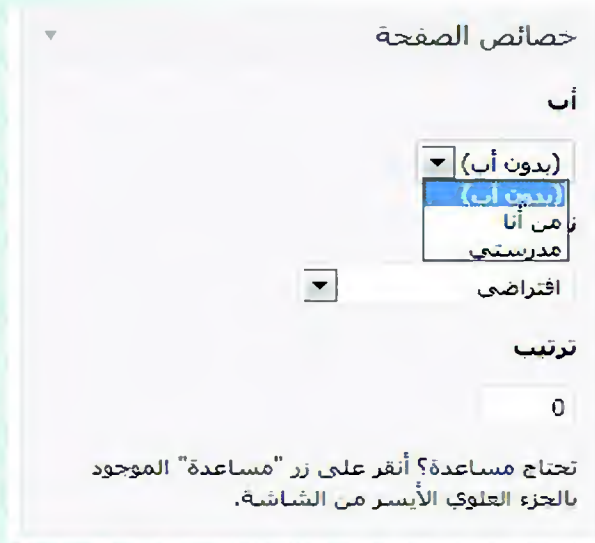 خصائص الصفحة
أب
(بدون أب)
(بدون أب)
من أنا
مدرستي
افتراضي
ترتيب
0
تحتاج مساعدة؟ أنقر على زر "مساعدة" الموجود
بالجزء العلوي الأيسر من الشاشة.